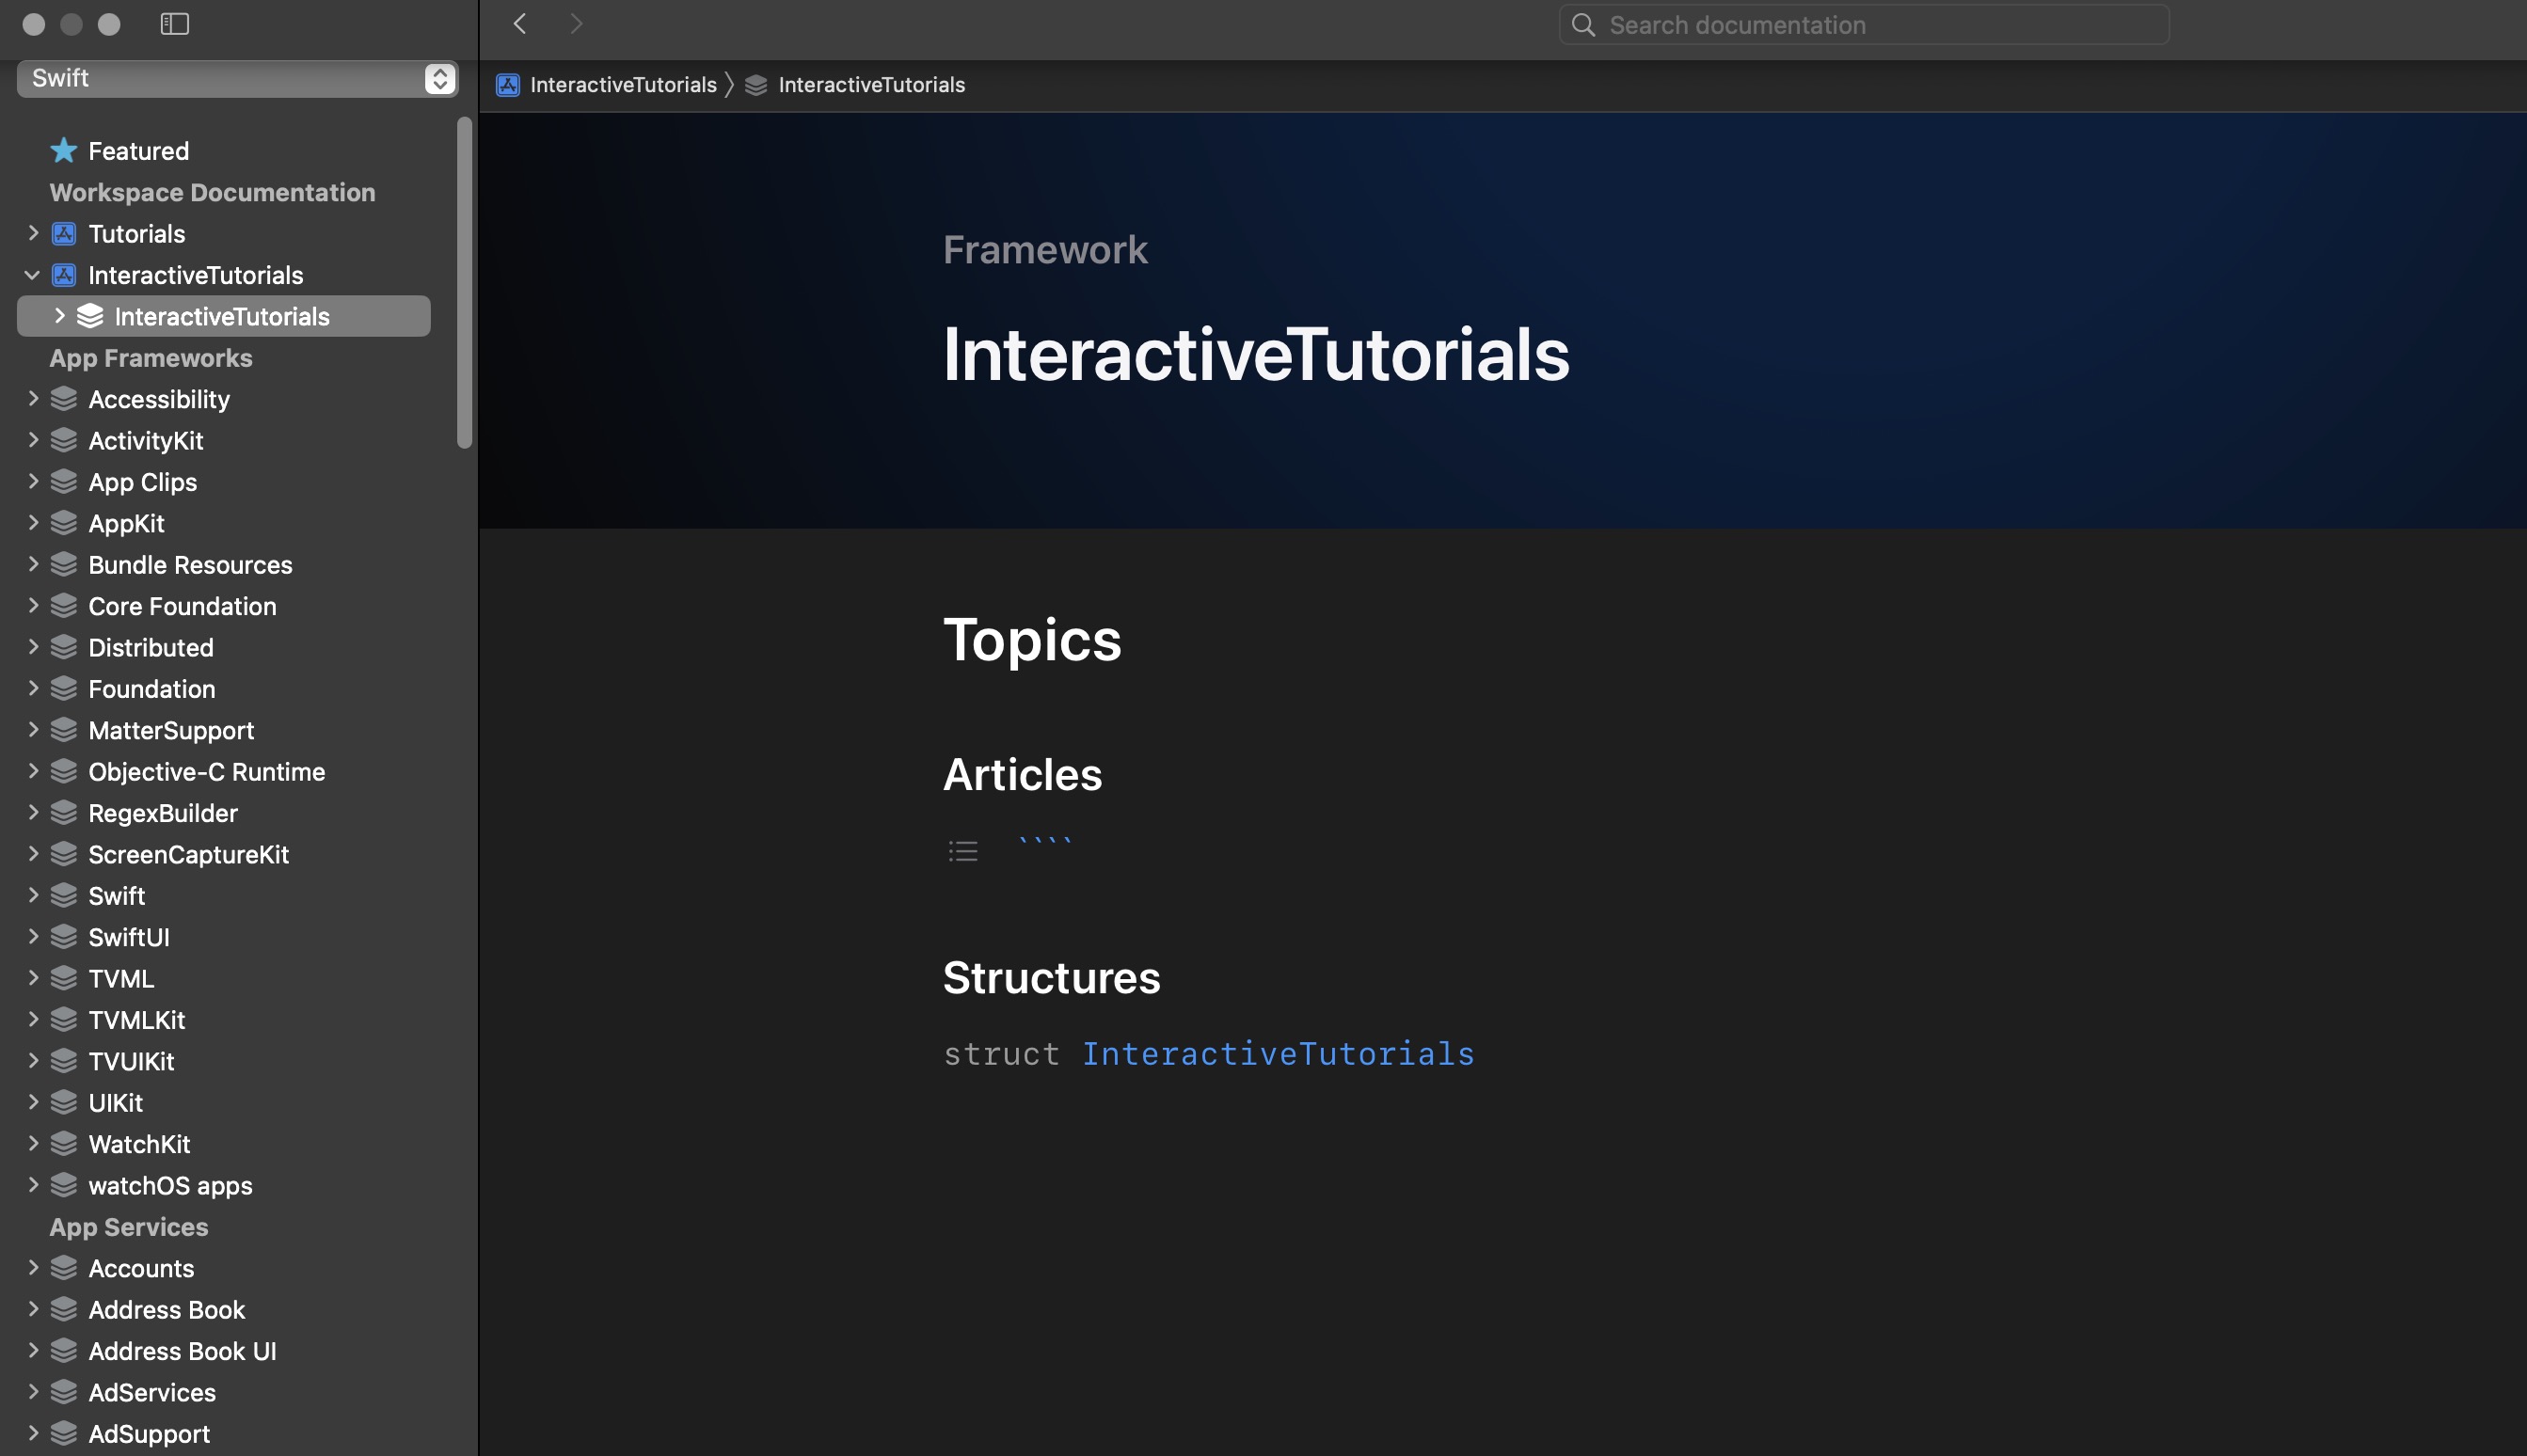 Swift
Featured
Workspace Documentation
Tutorials
InteractiveTutorials
InteractiveTutorials
App Frameworks
Accessibility
ActivityKit
App Clips
AppKit
Bundle Resources
Core Foundation
Distributed
Foundation
MatterSupport
Objective-C Runtime
RegexBuilder
ScreenCaptureKit
Swift
SwiftUI
TVML
TVMLKit
TVUIKit
UIKit
WatchKit
watchOS apps
App Services
Accounts
Address Book
Address Book UI
AdServices
AdSupport
Search documentation
InteractiveTutorials 〉 InteractiveTutorials
Framework
InteractiveTutorials
Topics
Articles
````
Structures
struct InteractiveTutorials